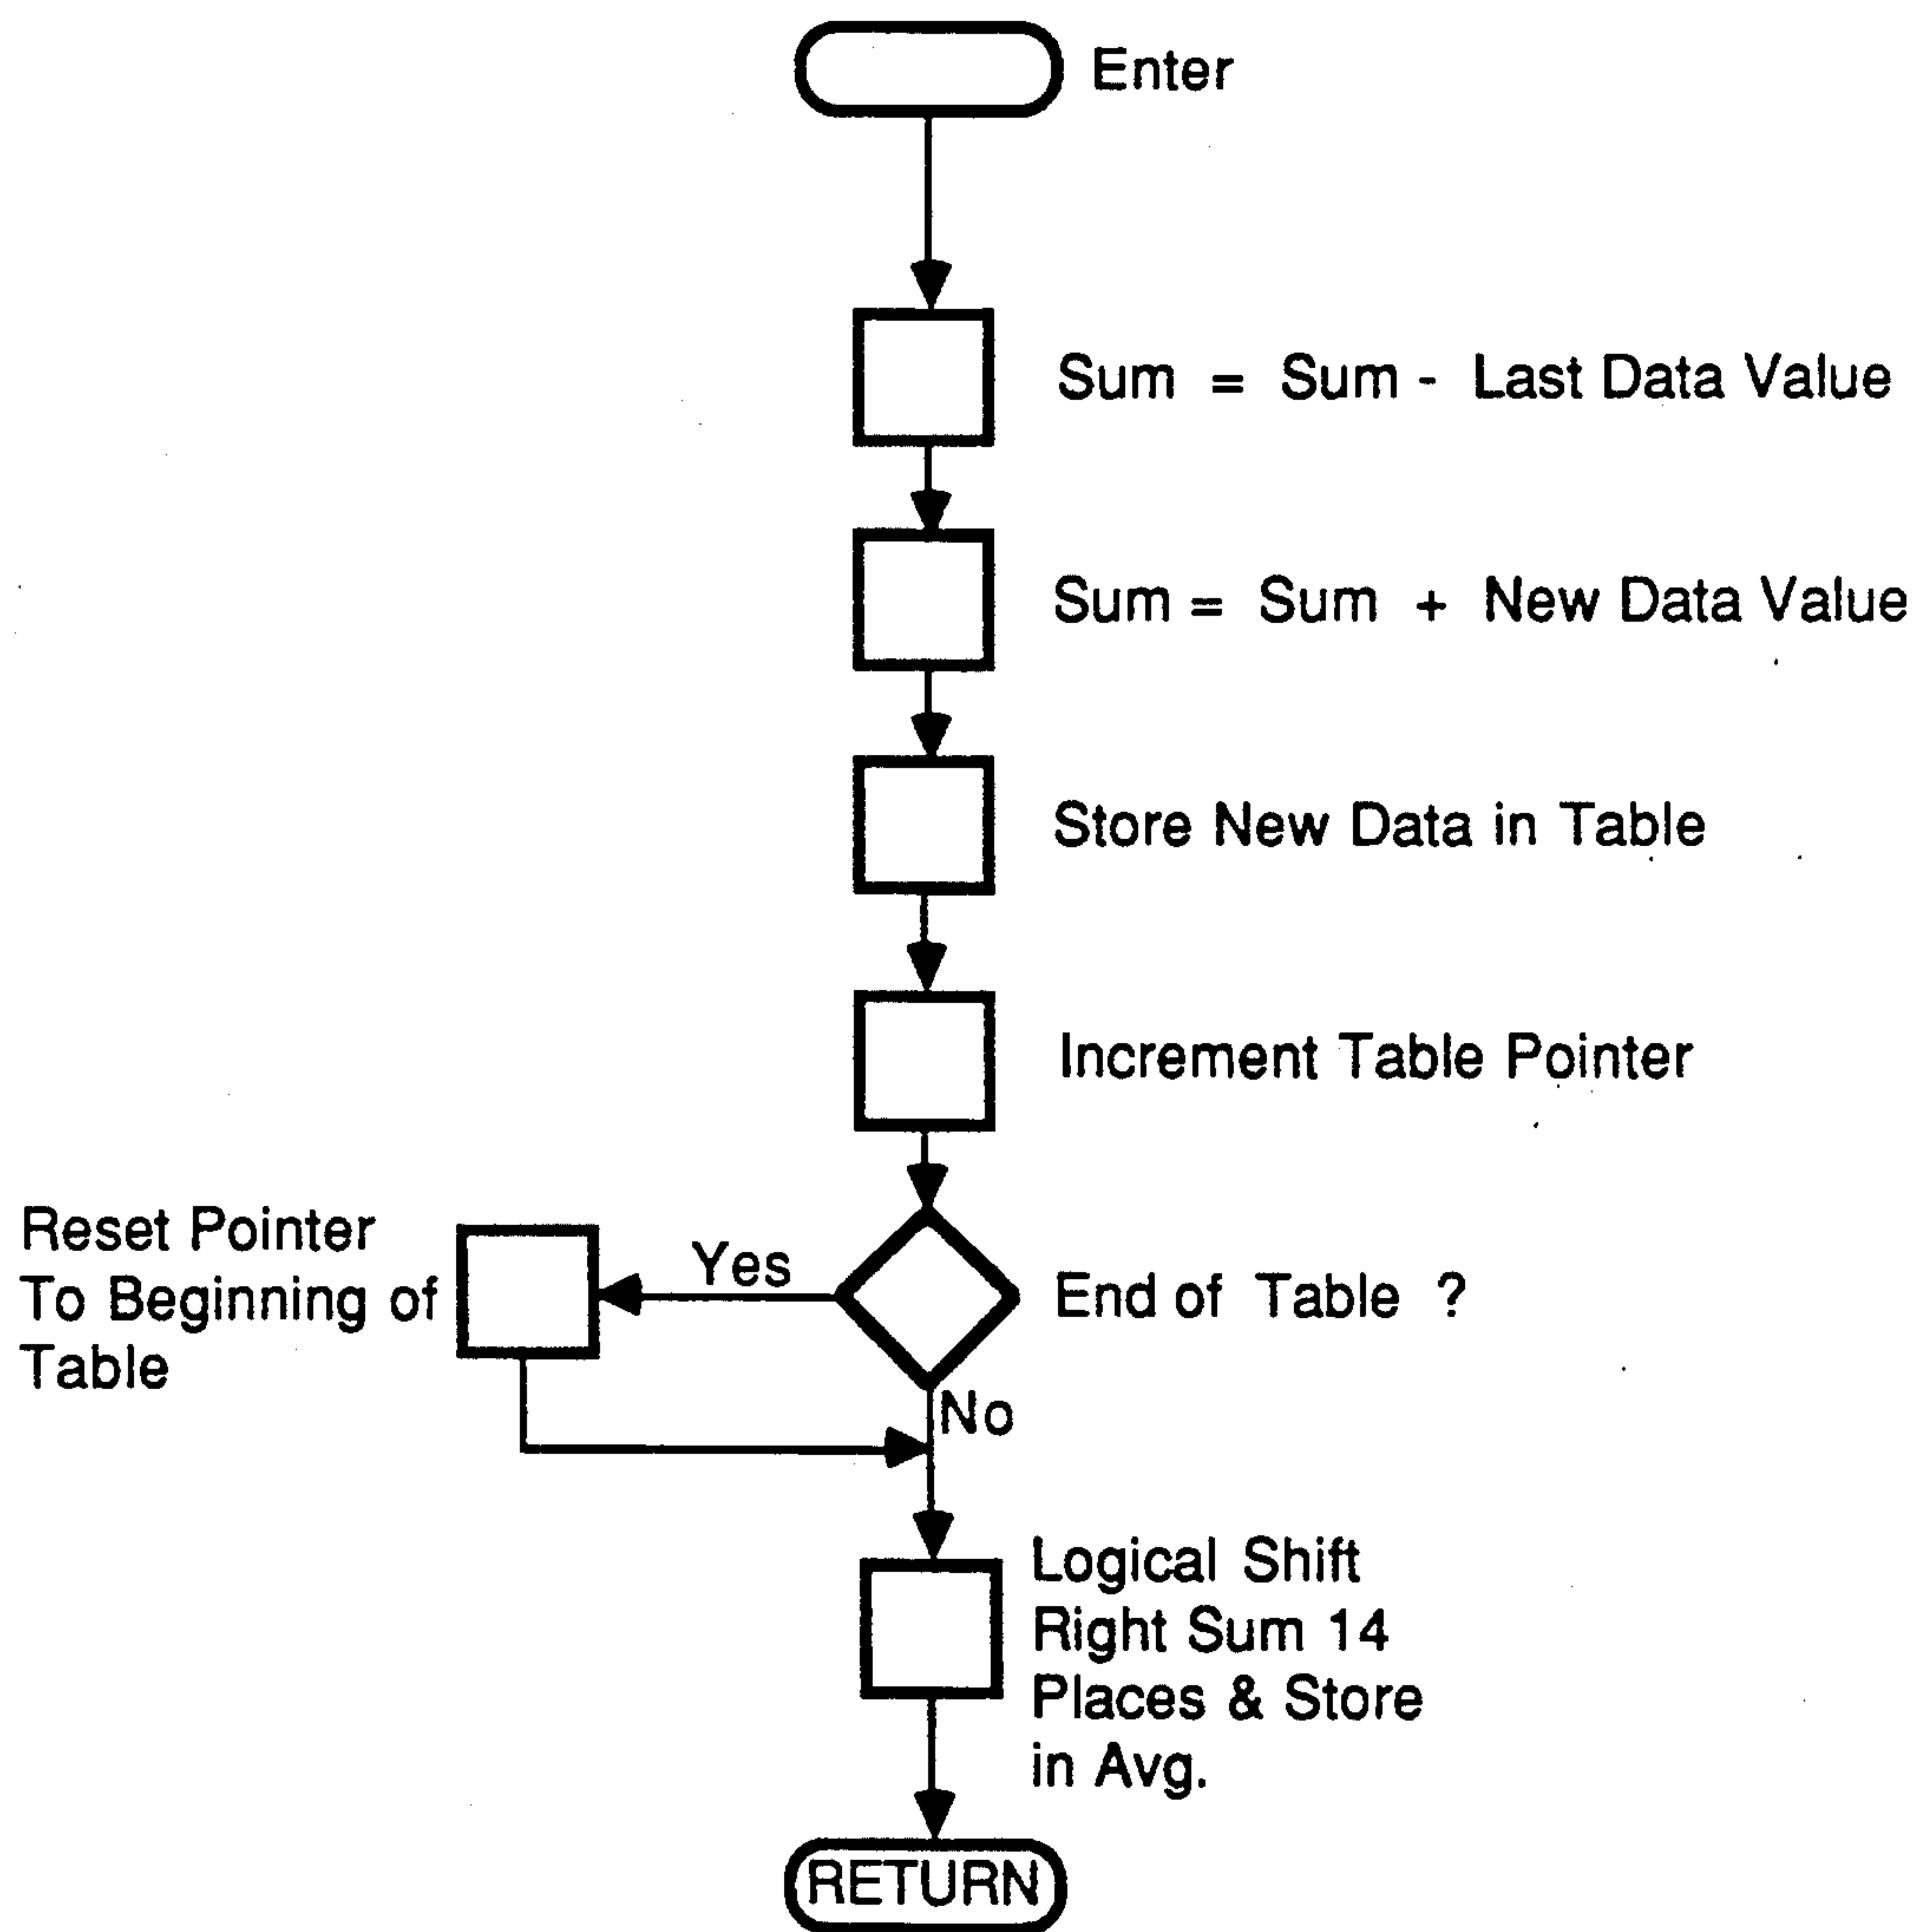 Enter
Sum = Sum - Last Data Value
Sum = Sum + New Data Value
Store New Data in Table
Increment Table Pointer
Reset Pointer
To Beginning of
Table
Yes
End of Table ?
No
Logical Shift
Right Sum 14
Places & Store
in Avg.
RETURN